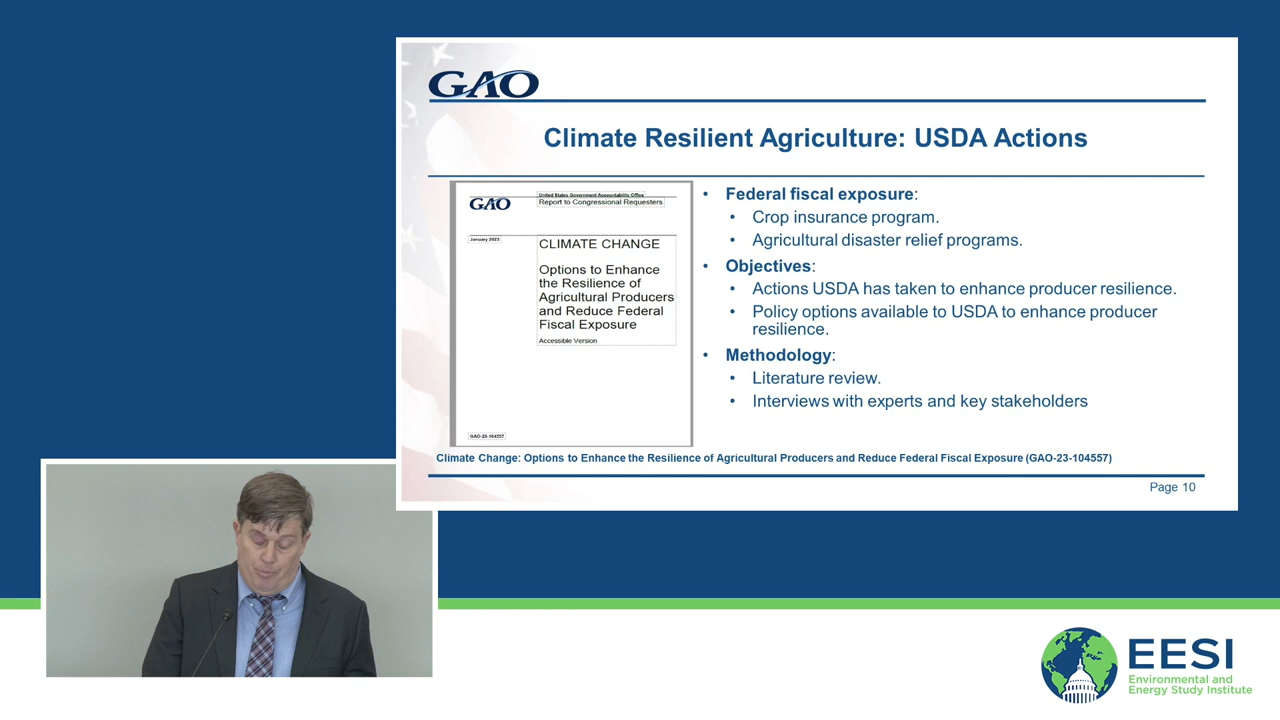 GAO
Climate Resilient Agriculture: USDA Actions
United States Government Accountability Office
GAO
Report to Congressional Requesters
January 2023
CLIMATE CHANGE
Options to Enhance
the Resilience of
Agricultural Producers
and Reduce Federal
Fiscal Exposure
Accessible Version
GAO-23-104557
• Federal fiscal exposure:
• Crop insurance program.
• Agricultural disaster relief programs.
• Objectives:
• Actions USDA has taken to enhance producer resilience.
• Policy options available to USDA to enhance producer
resilience.
• Methodology:
• Literature review.
• Interviews with experts and key stakeholders
Climate Change: Options to Enhance the Resilience of Agricultural Producers and Reduce Federal Fiscal Exposure (GAO-23-104557)
Page 10
EESI
Environmental and
Energy Study Institute